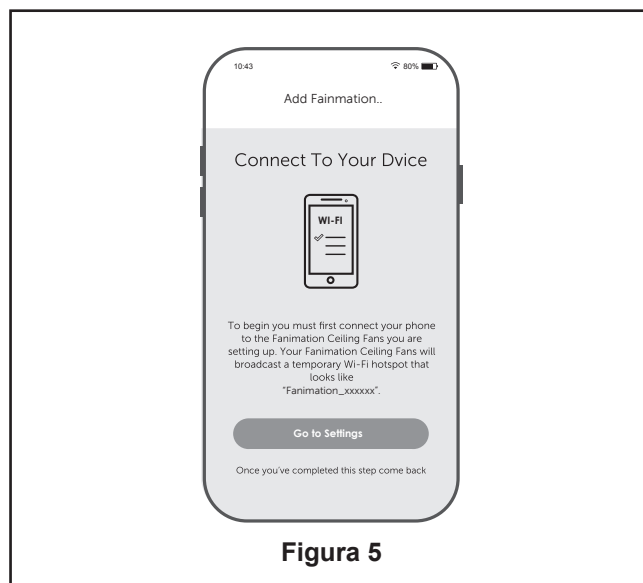 10:43 80%
Add Fainmation..
Connect To Your Dvice
WI-FI
To begin you must first connect your phone
to the Fanimation Ceiling Fans you are
setting up. Your Fanimation Ceiling Fans will
broadcast a temporary Wi-Fi hotspot that
looks like
"Fanimation_xxxxxx".
Go to Settings
Once you've completed this step come back
Figura 5